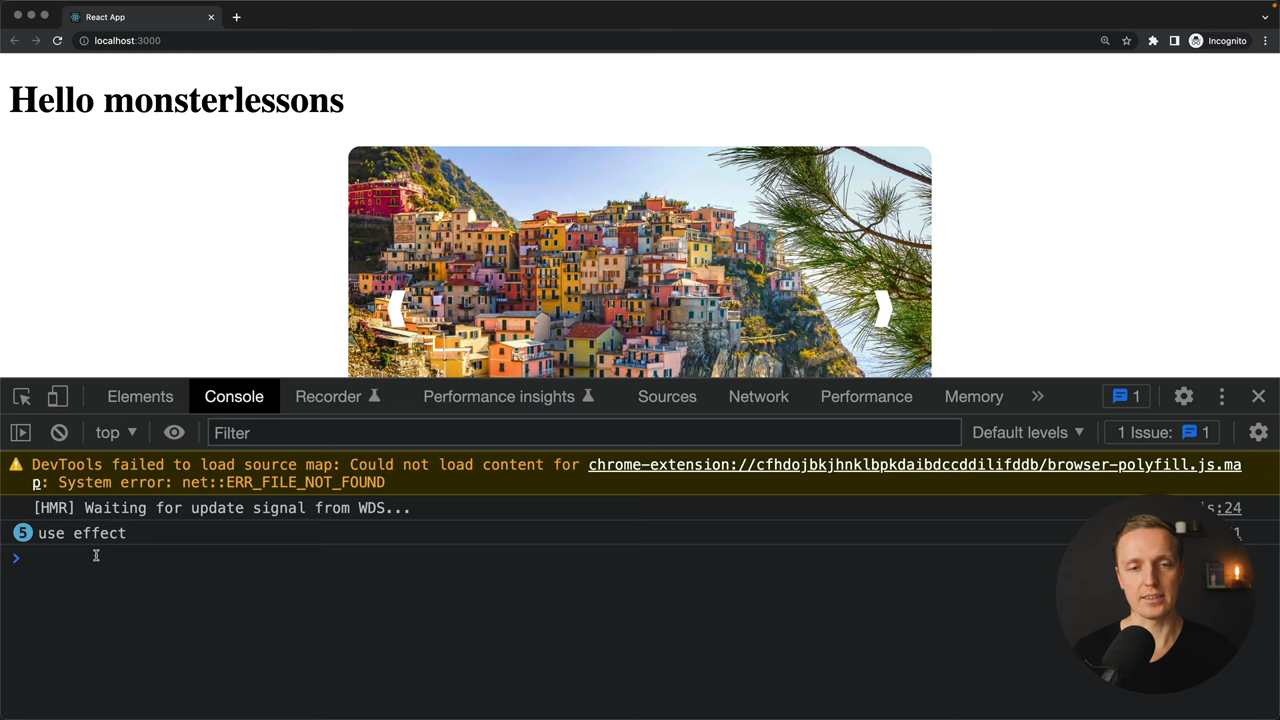 React App
localhost:3000
Incognito
Hello monsterlessons
Elements
Console
Recorder
Performance insights
Sources
Network
Performance
Memory
1
top
Filter
Default levels
1 Issue: 1
DevTools failed to load source map: Could not load content for chrome-extension://cfhdojbkjhnklbpkdaibdccddilifddb/browser-polyfill.js.ma
p: System error: net::ERR_FILE_NOT_FOUND
[HMR] Waiting for update signal from WDS...
s:24
5 use effect